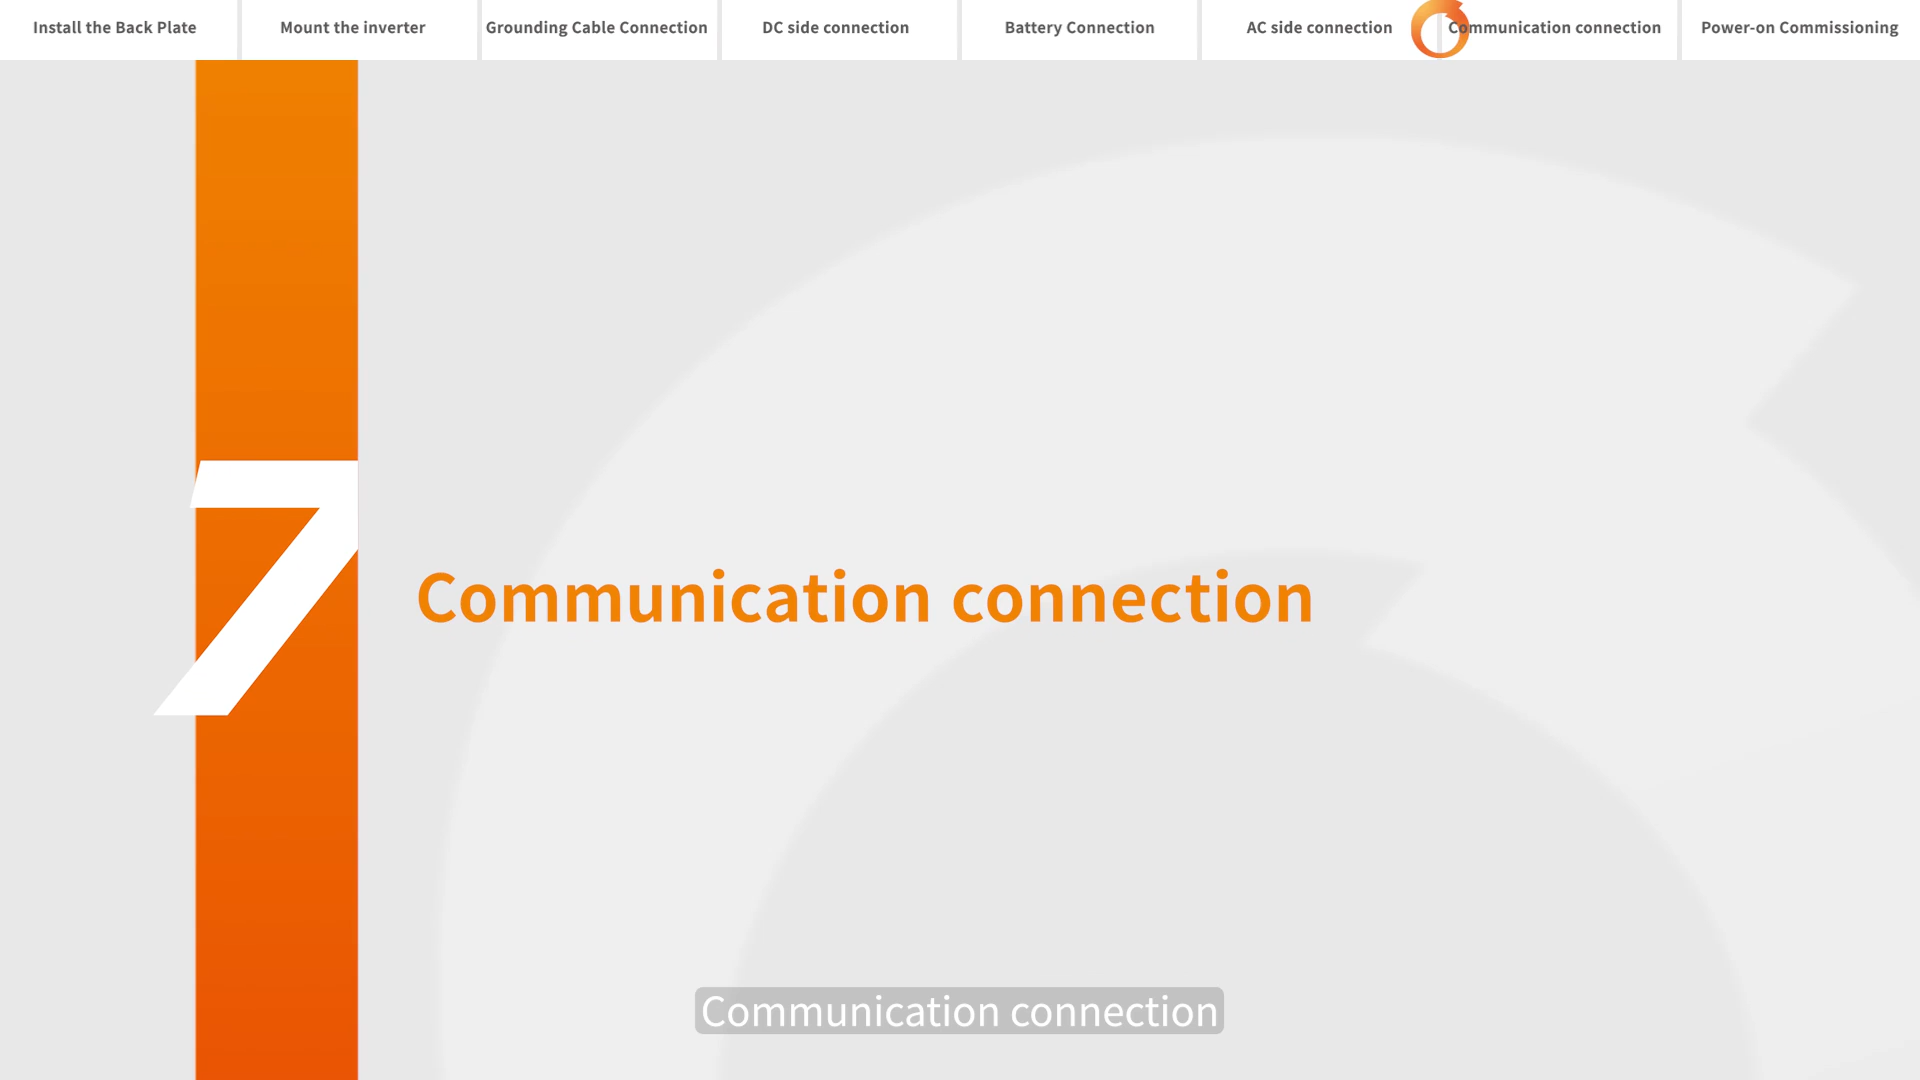 Install the Back Plate
Mount the inverter
Grounding Cable Connection
DC side connection
Battery Connection
AC side connection
Communication connection
Power-on Commissioning
7
Communication connection
Communication connection